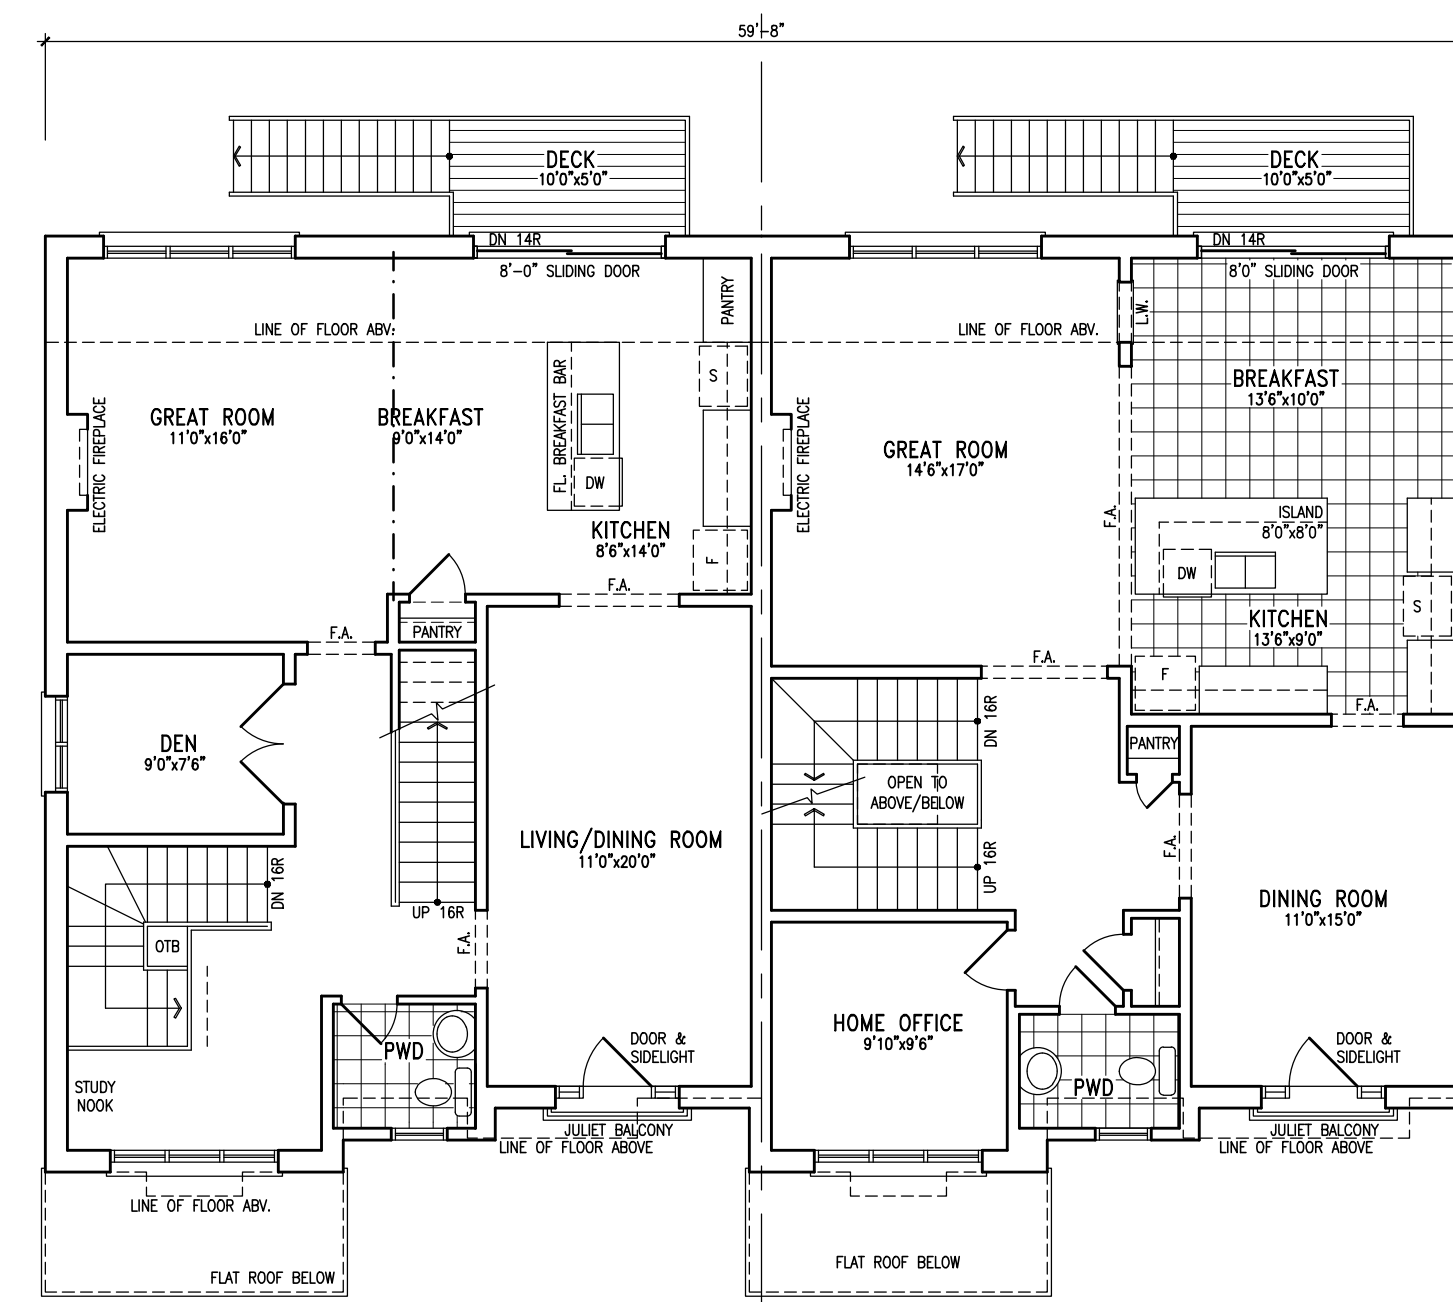 59'-8"
DECK
10'0"x5'0"
DN 14R
8'-0" SLIDING DOOR
PANTRY
LINE OF FLOOR ABV.
S
FL. BREAKFAST BAR
ELECTRIC FIREPLACE
GREAT ROOM
11'0"x16'0"
BREAKFAST
9'0"x14'0"
DW
KITCHEN
8'6"x14'0"
F
F.A.
PANTRY
F.A.
DEN
9'0"x7'6"
LIVING/DINING ROOM
11'0"x20'0"
DN 16R
UP 16R
F.A.
OTB
PWD
DOOR &
SIDELIGHT
STUDY
NOOK
JULIET BALCONY
LINE OF FLOOR ABOVE
LINE OF FLOOR ABV.
FLAT ROOF BELOW
DECK
10'0"x5'0"
DN 14R
8'0" SLIDING DOOR
L.W.
LINE OF FLOOR ABV.
BREAKFAST
13'6"x10'0"
ELECTRIC FIREPLACE
GREAT ROOM
14'6"x17'0"
F.A.
ISLAND
8'0"x8'0"
DW
S
KITCHEN
13'6"x9'0"
F.A.
F
F.A.
DN 16R
PANTRY
OPEN TO
ABOVE/BELOW
F.A.
UP 16R
DINING ROOM
11'0"x15'0"
HOME OFFICE
9'10"x9'6"
DOOR &
SIDELIGHT
PWD
JULIET BALCONY
LINE OF FLOOR ABOVE
FLAT ROOF BELOW